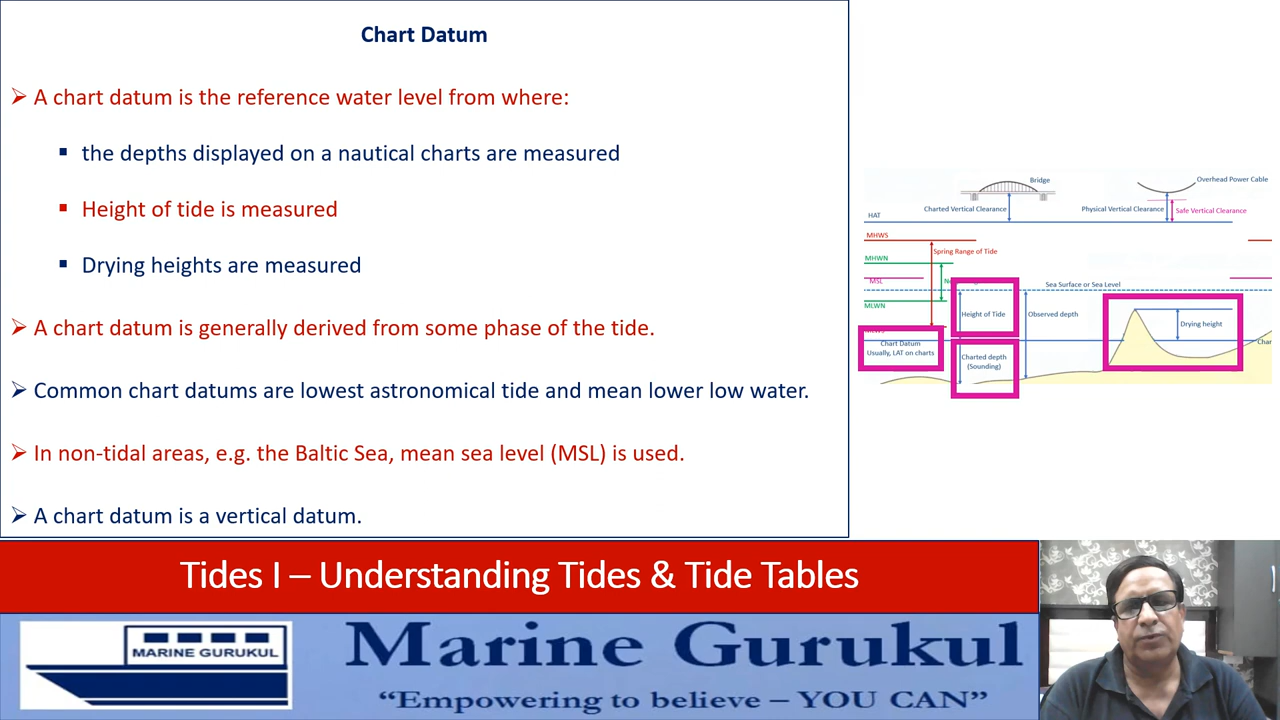 Chart Datum
➢ A chart datum is the reference water level from where:
▪ the depths displayed on a nautical charts are measured
▪ Height of tide is measured
▪ Drying heights are measured
➢ A chart datum is generally derived from some phase of the tide.
➢ Common chart datums are lowest astronomical tide and mean lower low water.
➢ In non-tidal areas, e.g. the Baltic Sea, mean sea level (MSL) is used.
➢ A chart datum is a vertical datum.
Bridge
Overhead Power Cable
Charted Vertical Clearance
Physical Vertical Clearance
Safe Vertical Clearance
HAT
MHWS
Spring Range of Tide
MHWN
MSL
Sea Surface or Sea Level
MLWN
Height of Tide
Observed depth
Drying height
Chart Datum
Usually, LAT on charts
Charted depth
(Sounding)
Tides I – Understanding Tides & Tide Tables
MARINE GURUKUL
Marine Gurukul
“Empowering to believe – YOU CAN”